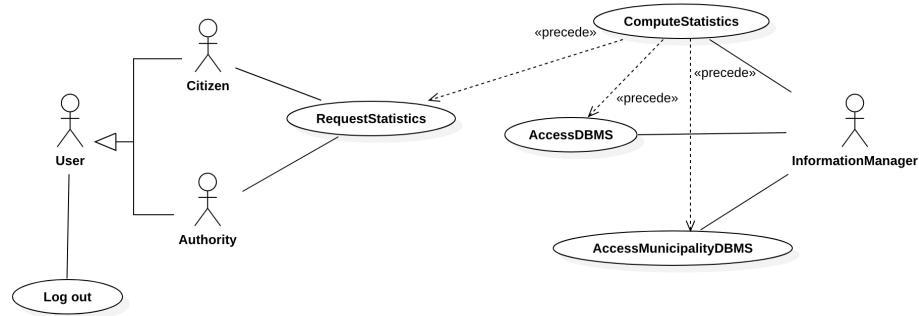 ComputeStatistics
«precede»
Citizen
«precede»
«precede»
RequestStatistics
AccessDBMS
User
InformationManager
Authority
AccessMunicipalityDBMS
Log out